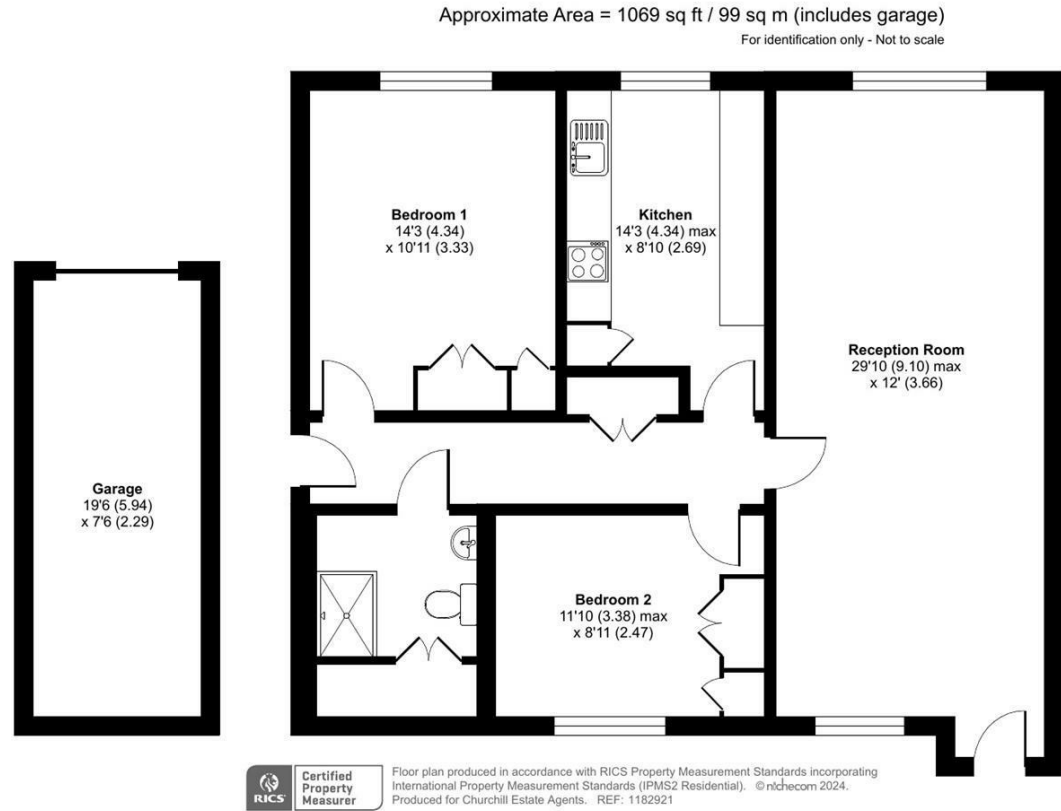 Approximate Area = 1069 sq ft / 99 sq m (includes garage)
For identification only - Not to scale
Bedroom 1
14'3 (4.34)
x 10'11 (3.33)
Kitchen
14'3 (4.34) max
x 8'10 (2.69)
Reception Room
29'10 (9.10) max
x 12' (3.66)
Garage
19'6 (5.94)
x 7'6 (2.29)
Bedroom 2
11'10 (3.38) max
x 8'11 (2.47)
RICS
Certified
Property
Measurer
Floor plan produced in accordance with RICS Property Measurement Standards incorporating
International Property Measurement Standards (IPMS2 Residential). © nichecom 2024.
Produced for Churchill Estate Agents. REF: 1182921